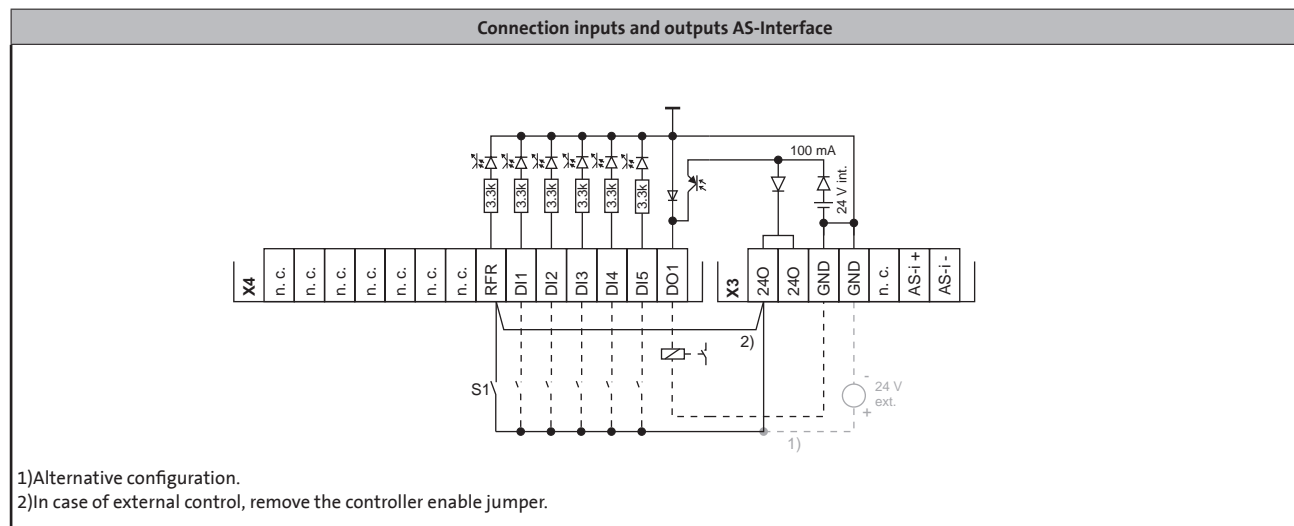 Connection inputs and outputs AS-Interface
100 mA
24 V int.
3.3k
3.3k
3.3k
3.3k
3.3k
3.3k
X4
n. c.
n. c.
n. c.
n. c.
n. c.
n. c.
n. c.
RFR
DI1
DI2
DI3
DI4
DI5
DO1
X3
24O
24O
GND
GND
n. c.
AS-i +
AS-i -
2)
S1
-
24 V
ext.
+
1)
1)Alternative configuration.
2)In case of external control, remove the controller enable jumper.